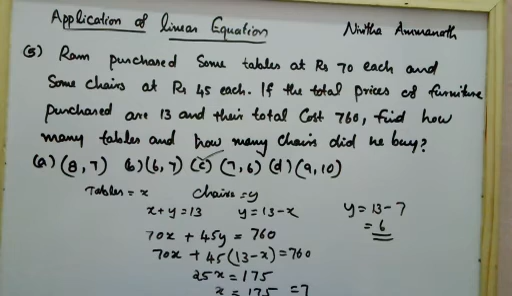 Application of linear Equation
Nivitha Ammanath
(3) Ram purchased some tables at Rs 70 each and
Some chairs at Rs 45 each. If the total prices of furniture
purchased are 13 and their total cost 760, find how
many tables and how many chairs did he buy?
(a) (8, 7) (b) (6, 7) (c) (7, 6) (d) (9, 10)
Tables = x Chairs = y
x + y = 13 y = 13 - x
y = 13 - 7
= 6
70x + 45y = 760
70x + 45(13-x) = 760
25x = 175
x = 175 = 7